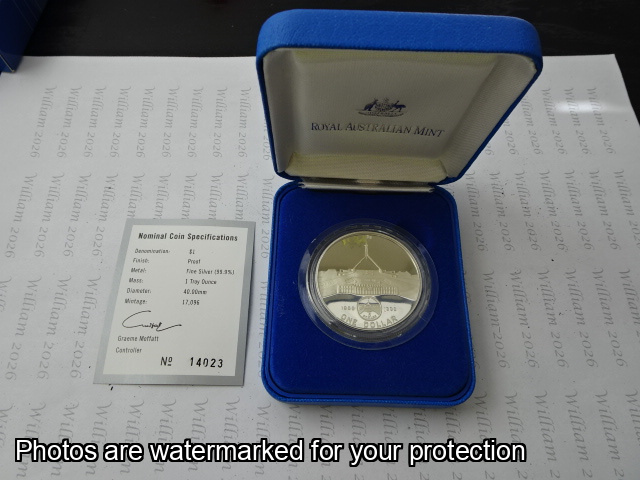 ROYAL AUSTRALIAN MINT
Nominal Coin Specifications
Denomination: $1
Finish: Proof
Metal: Fine Silver (99.9%)
Mass: 1 Troy Ounce
Diameter: 40.00mm
Mintage: 17,096
Graeme Moffatt
Controller
Nº 14023
ONE DOLLAR
William 2026
Photos are watermarked for your protection